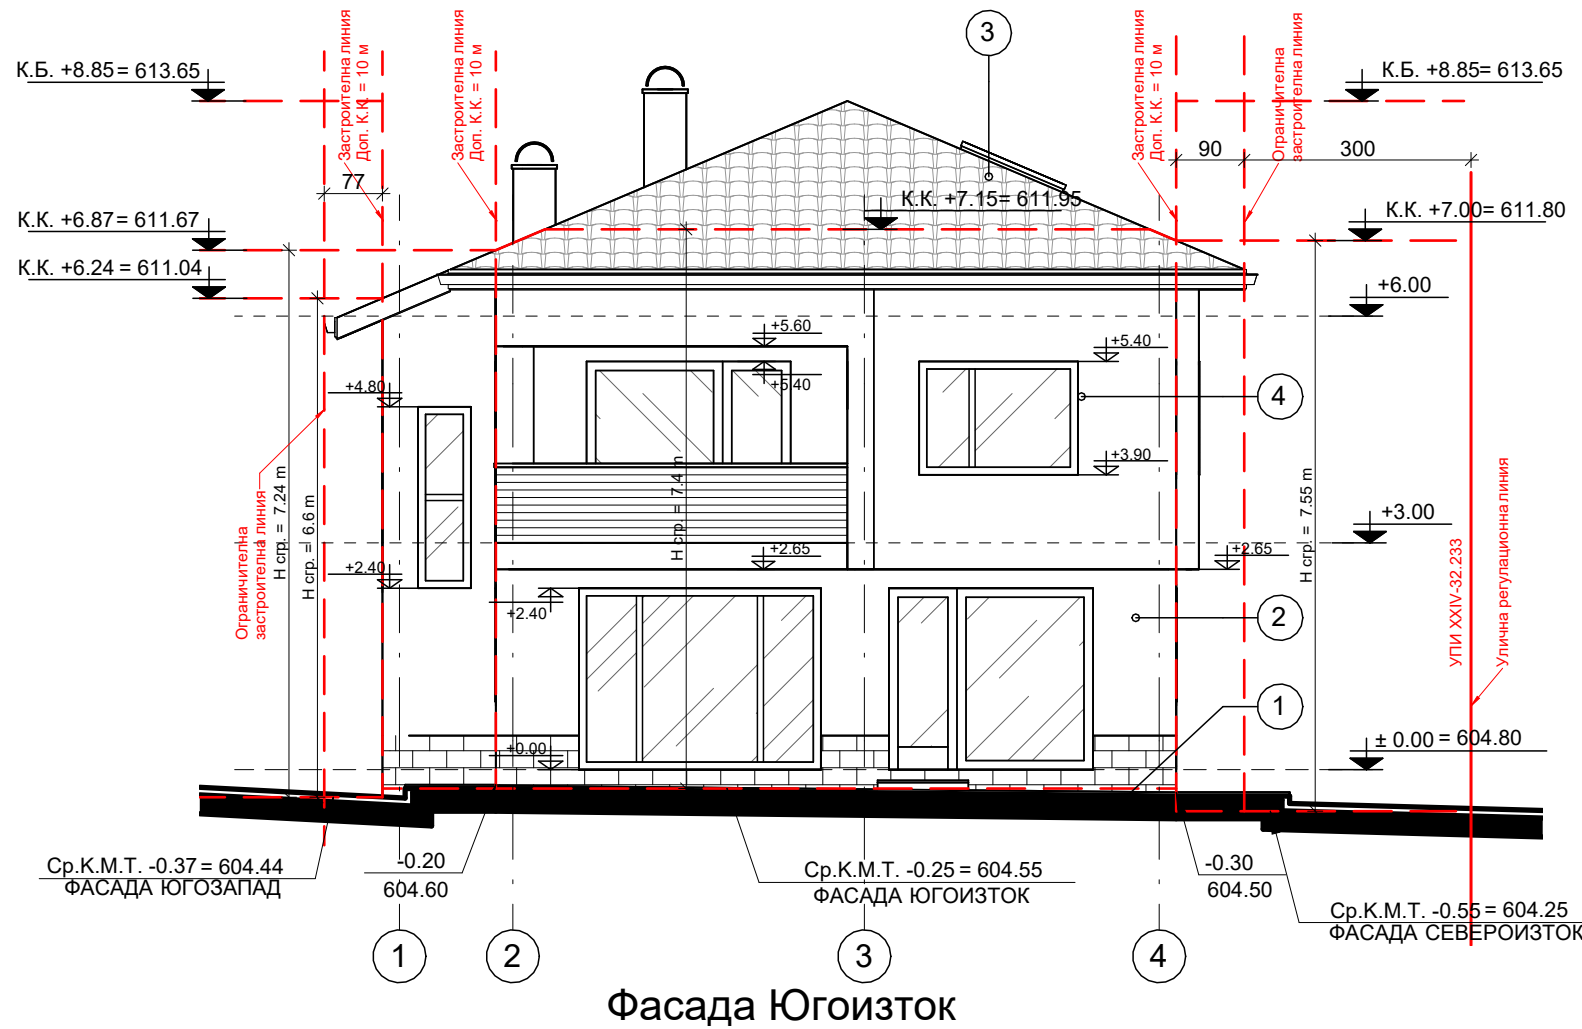 3
К.Б. +8.85= 613.65
Застроителна линия
Доп. К.К. = 10 м
Застроителна линия
Доп. К.К. = 10 м
Застроителна линия
Доп. К.К. = 10 м
Ограничителна
застроителна линия
К.Б. +8.85= 613.65
90
300
77
К.К. +6.87= 611.67
К.К. +7.15= 611.95
К.К. +7.00= 611.80
К.К. +6.24 = 611.04
+6.00
+5.60
+5.40
+5.40
+4.80
4
+3.90
Ограничителна
застроителна линия
Н сгр. = 7.24 m
Н сгр. = 6.6 m
Н сгр. = 7.4 m
Н сгр. = 7.55 m
+3.00
+2.65
+2.65
+2.40
+2.40
2
УПИ XXIV-32.233
Улична регулационна линия
1
+0.00
± 0.00 = 604.80
Ср.К.М.Т. -0.37= 604.44
ФАСАДА ЮГОЗАПАД
-0.20
604.60
Ср.К.М.Т. -0.25= 604.55
ФАСАДА ЮГОИЗТОК
-0.30
604.50
Ср.К.М.Т. -0.55= 604.25
ФАСАДА СЕВЕРОИЗТОК
1
2
3
4
Фасада Югоизток